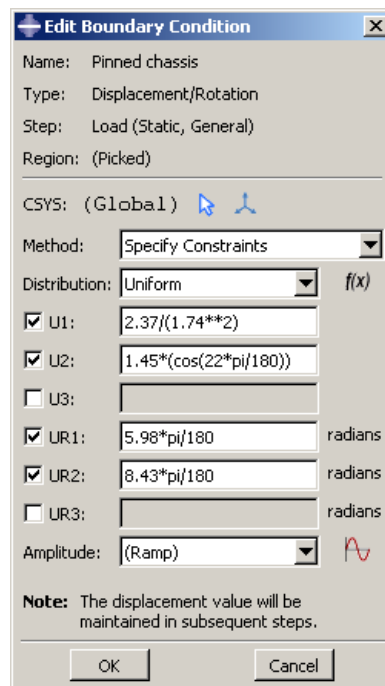 Edit Boundary Condition
Name: Pinned chassis
Type: Displacement/Rotation
Step: Load (Static, General)
Region: (Picked)
CSYS: (Global)
Method: Specify Constraints
Distribution: Uniform f(x)
U1: 2.37/(1.74**2)
U2: 1.45*(cos(22*pi/180))
U3:
UR1: 5.98*pi/180 radians
UR2: 8.43*pi/180 radians
UR3: radians
Amplitude: (Ramp)
Note: The displacement value will be
maintained in subsequent steps.
OK Cancel